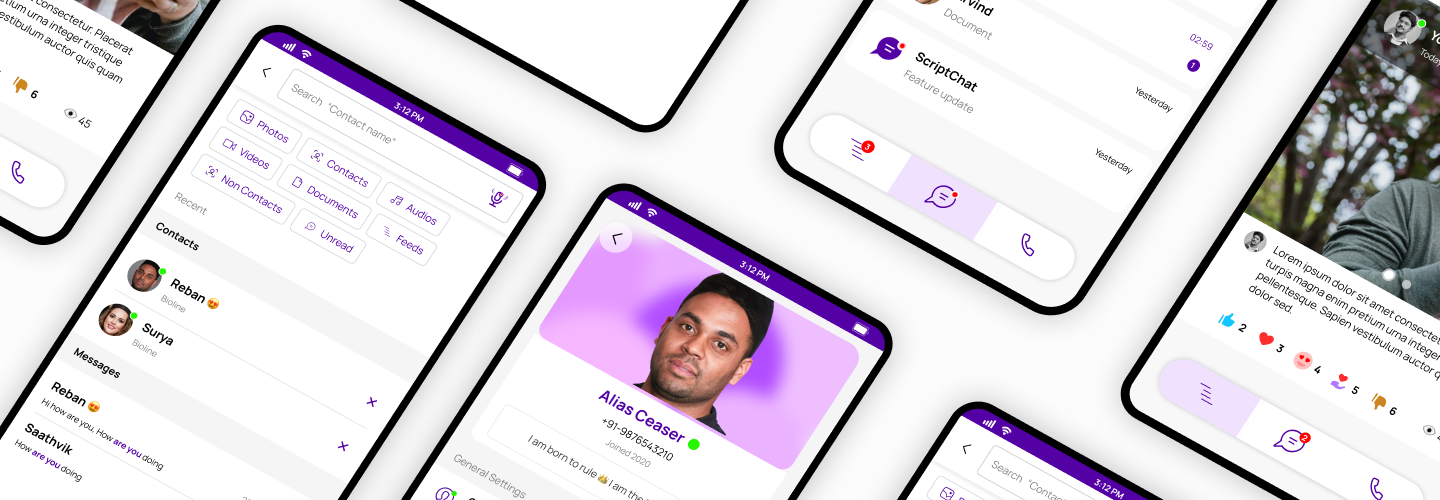 consectetur. Placerat
etium urna integer tristique
vestibulum auctor quis quam
6
45
3:12 PM
Search "Contact name"
Photos
Contacts
Audios
Videos
Documents
Feeds
Non Contacts
Unread
Recent
Contacts
Reban 😍
Bioline
Surya
Bioline
Messages
Reban 😍
Hi how are you. How are you doing
Saathvik
How are you doing
3:12 PM
Alias Ceaser
+91-9876543210
Joined 2020
I am born to rule 👑 I am the
General Settings
Document
02:59
1
ScriptChat
Feature update
Yesterday
Yesterday
3
3:12 PM
Search "Contac
Today
Lorem ipsum dolor sit amet consectet
turpis magna enim pretium urna integer
pellentesque. Sapien vestibulum auctor q
dolor sed.
2
3
4
5
6
2